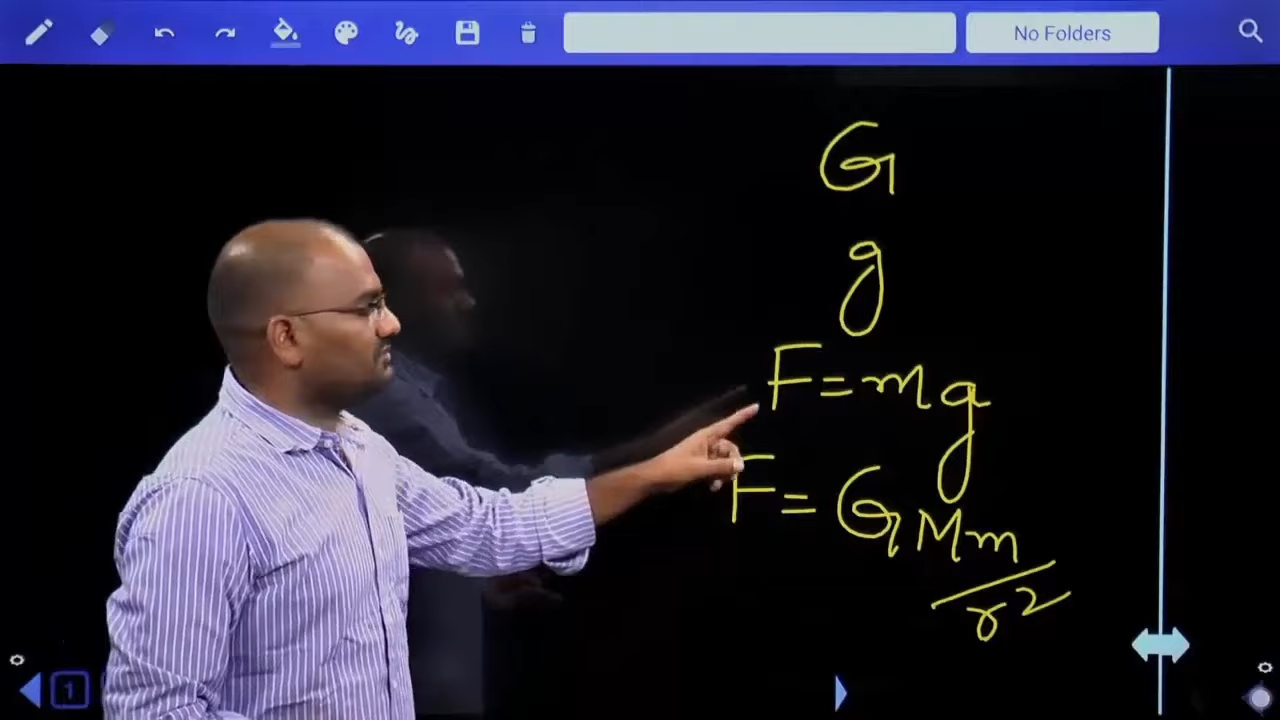 No Folders
G
g
F = mg
F = G Mm / r²
1